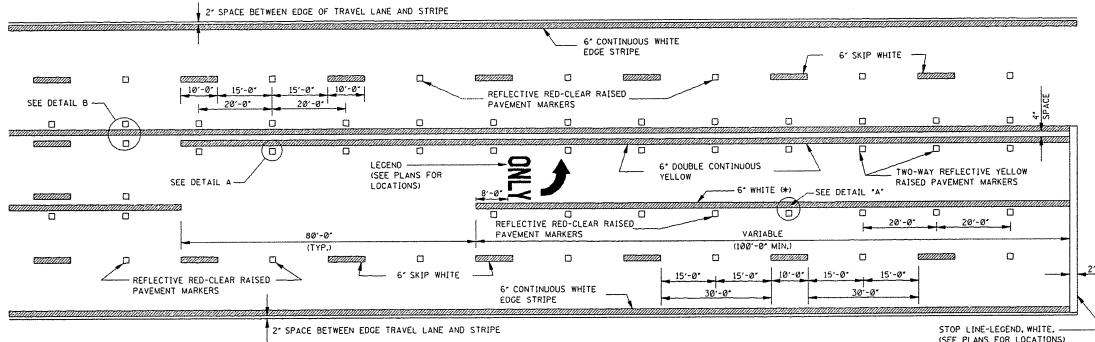 2" SPACE BETWEEN EDGE OF TRAVEL LANE AND STRIPE
6" CONTINUOUS WHITE
EDGE STRIPE
6" SKIP WHITE
10'-0"
15'-0"
15'-0"
10'-0"
20'-0"
20'-0"
REFLECTIVE RED-CLEAR RAISED
PAVEMENT MARKERS
SEE DETAIL B
4"
SPACE
SEE DETAIL A
LEGEND
(SEE PLANS FOR
LOCATIONS)
ONLY
6" DOUBLE CONTINUOUS
YELLOW
TWO-WAY REFLECTIVE YELLOW
RAISED PAVEMENT MARKERS
8'-0"
6" WHITE (*)
SEE DETAIL "A"
REFLECTIVE RED-CLEAR RAISED
PAVEMENT MARKERS
20'-0"
20'-0"
80'-0"
(TYP.)
VARIABLE
(100'-0" MIN.)
REFLECTIVE RED-CLEAR RAISED
PAVEMENT MARKERS
6" SKIP WHITE
15'-0"
15'-0"
10'-0"
15'-0"
15'-0"
30'-0"
30'-0"
2'
6" CONTINUOUS WHITE
EDGE STRIPE
2" SPACE BETWEEN EDGE TRAVEL LANE AND STRIPE
STOP LINE-LEGEND, WHITE,
(SEE PLANS FOR LOCATIONS)